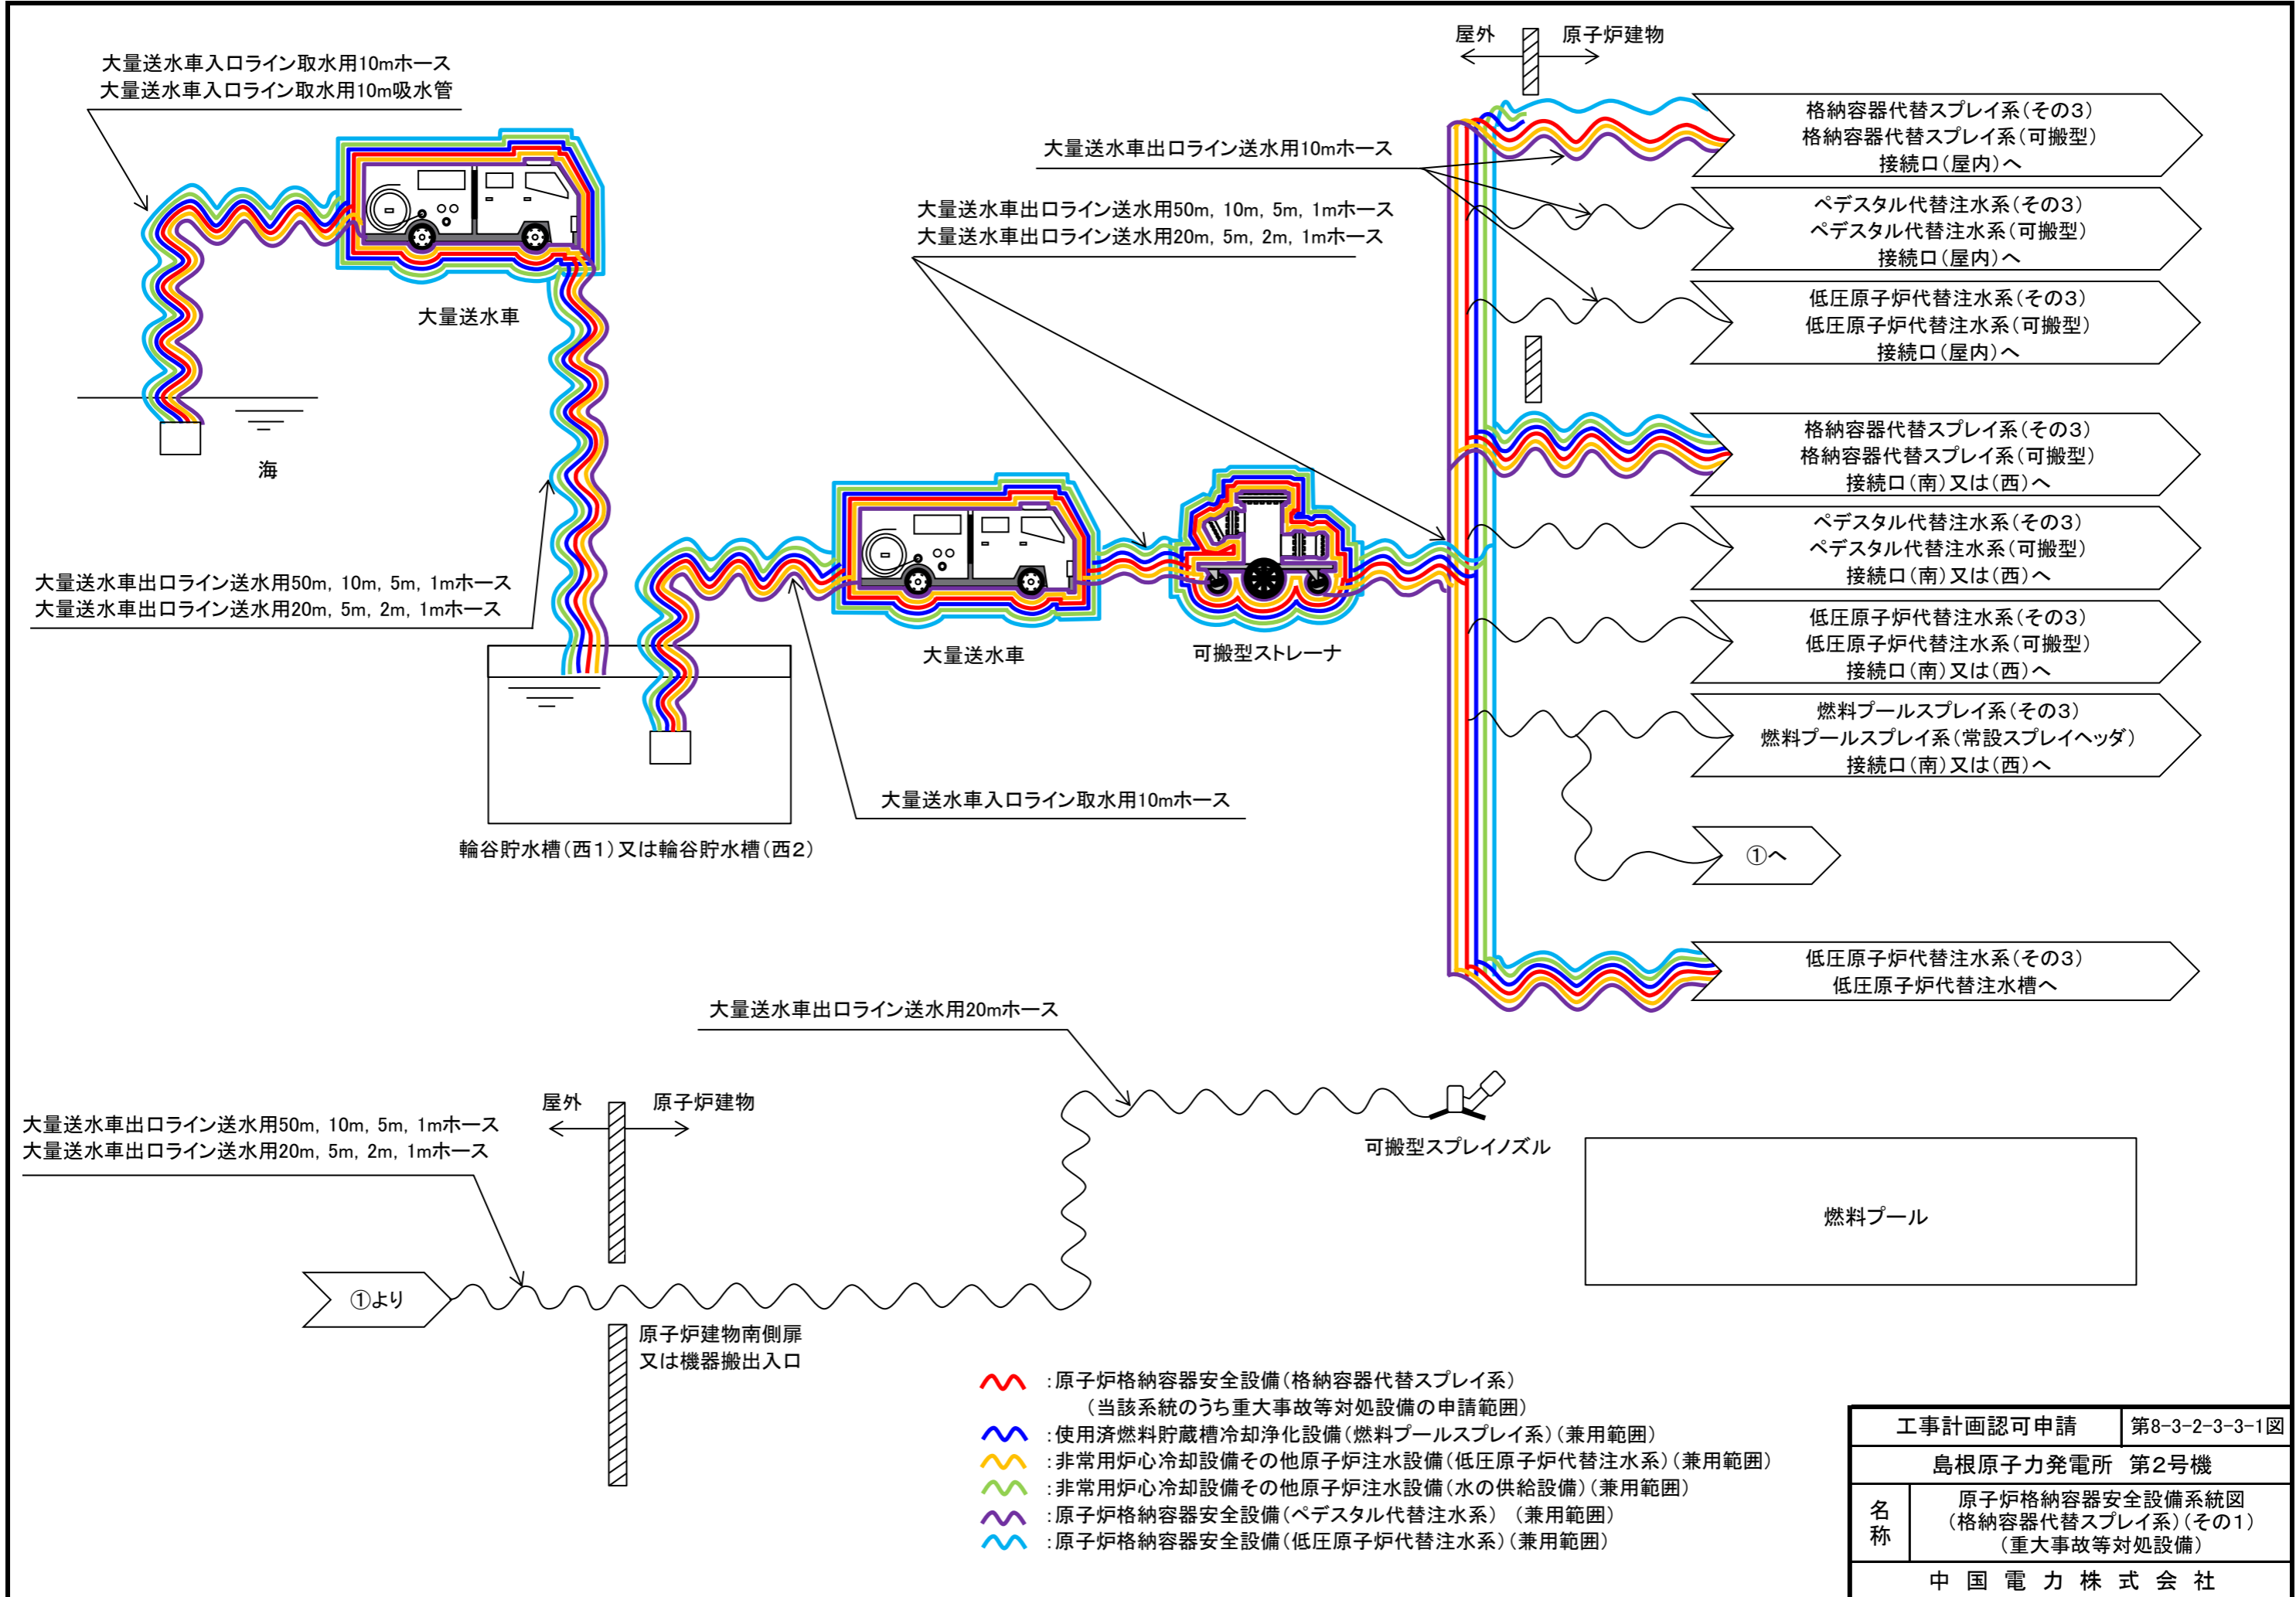 大量送水車入口ライン取水用10mホース
大量送水車入口ライン取水用10m吸水管
大量送水車
海
大量送水車出口ライン送水用50m, 10m, 5m, 1mホース
大量送水車出口ライン送水用20m, 5m, 2m, 1mホース
輪谷貯水槽(西1)又は輪谷貯水槽(西2)
大量送水車入口ライン取水用10mホース
大量送水車
可搬型ストレーナ
大量送水車出口ライン送水用10mホース
大量送水車出口ライン送水用50m, 10m, 5m, 1mホース
大量送水車出口ライン送水用20m, 5m, 2m, 1mホース
屋外
原子炉建物
格納容器代替スプレイ系(その3)
格納容器代替スプレイ系(可搬型)
接続口(屋内)へ
ペデスタル代替注水系(その3)
ペデスタル代替注水系(可搬型)
接続口(屋内)へ
低圧原子炉代替注水系(その3)
低圧原子炉代替注水系(可搬型)
接続口(屋内)へ
格納容器代替スプレイ系(その3)
格納容器代替スプレイ系(可搬型)
接続口(南)又は(西)へ
ペデスタル代替注水系(その3)
ペデスタル代替注水系(可搬型)
接続口(南)又は(西)へ
低圧原子炉代替注水系(その3)
低圧原子炉代替注水系(可搬型)
接続口(南)又は(西)へ
燃料プールスプレイ系(その3)
燃料プールスプレイ系(常設スプレイヘッダ)
接続口(南)又は(西)へ
①へ
低圧原子炉代替注水系(その3)
低圧原子炉代替注水槽へ
大量送水車出口ライン送水用20mホース
屋外
原子炉建物
大量送水車出口ライン送水用50m, 10m, 5m, 1mホース
大量送水車出口ライン送水用20m, 5m, 2m, 1mホース
可搬型スプレイノズル
燃料プール
①より
原子炉建物南側扉
又は機器搬出入口
:原子炉格納容器安全設備(格納容器代替スプレイ系)
(当該系統のうち重大事故等対処設備の申請範囲)
:使用済燃料貯蔵槽冷却浄化設備(燃料プールスプレイ系)(兼用範囲)
:非常用炉心冷却設備その他原子炉注水設備(低圧原子炉代替注水系)(兼用範囲)
:非常用炉心冷却設備その他原子炉注水設備(水の供給設備)(兼用範囲)
:原子炉格納容器安全設備(ペデスタル代替注水系) (兼用範囲)
:原子炉格納容器安全設備(低圧原子炉代替注水系)(兼用範囲)
工事計画認可申請 第8-3-2-3-3-1図
島根原子力発電所 第2号機
名称
原子炉格納容器安全設備系統図
(格納容器代替スプレイ系)(その1)
(重大事故等対処設備)
中国電力株式会社